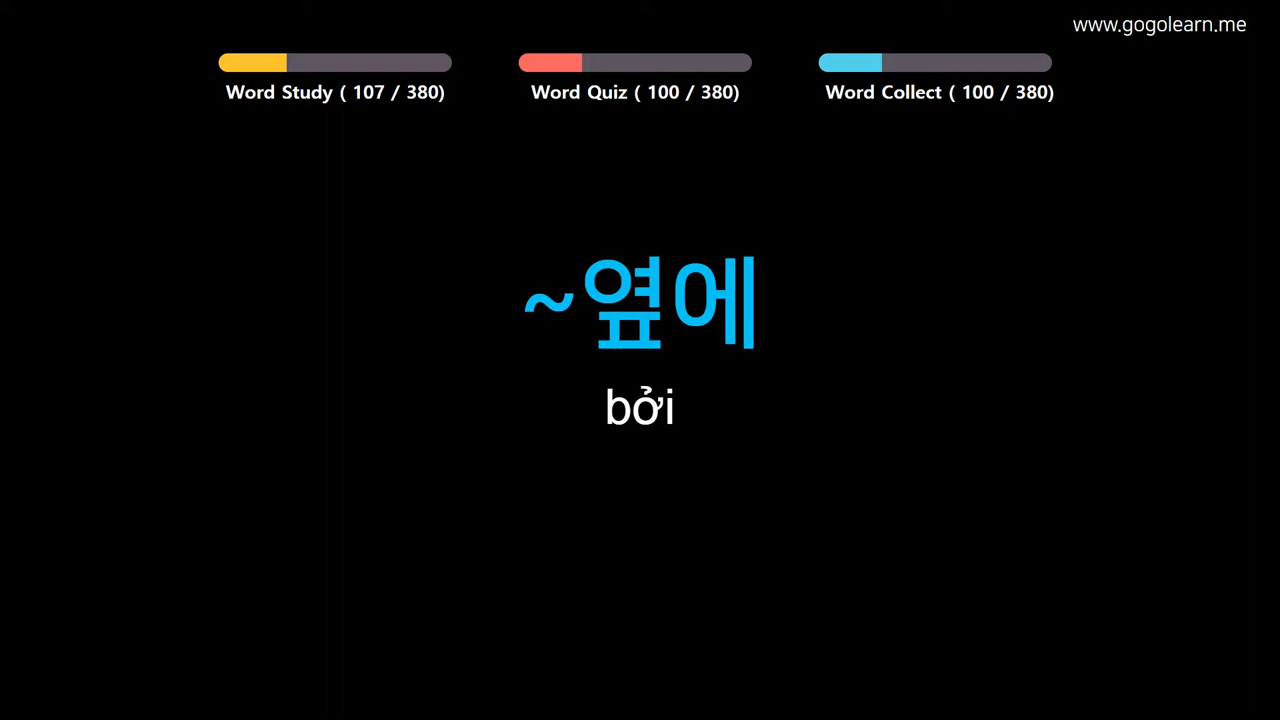 www.gogolearn.me
Word Study ( 107 / 380)
Word Quiz ( 100 / 380)
Word Collect ( 100 / 380)
~옆에
bởi